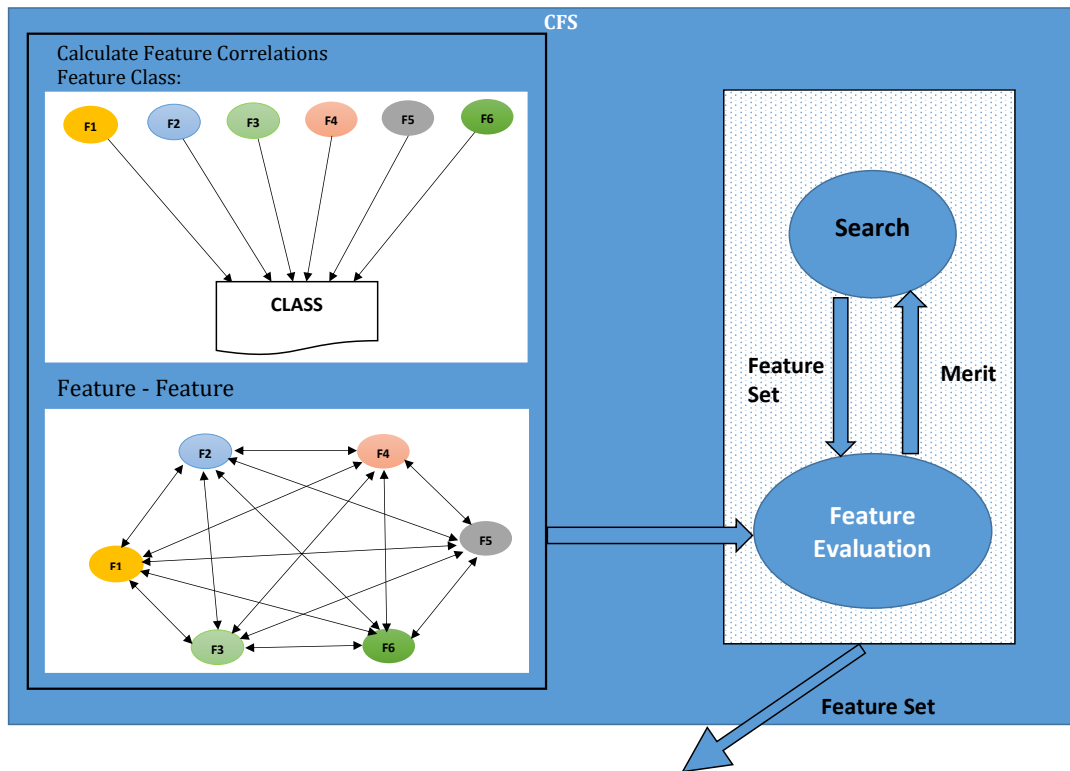 CFS
Calculate Feature Correlations
Feature Class:
F1
F2
F3
F4
F5
F6
CLASS
Feature - Feature
F2
F4
F5
F1
F3
F6
Search
Feature
Set
Merit
Feature
Evaluation
Feature Set